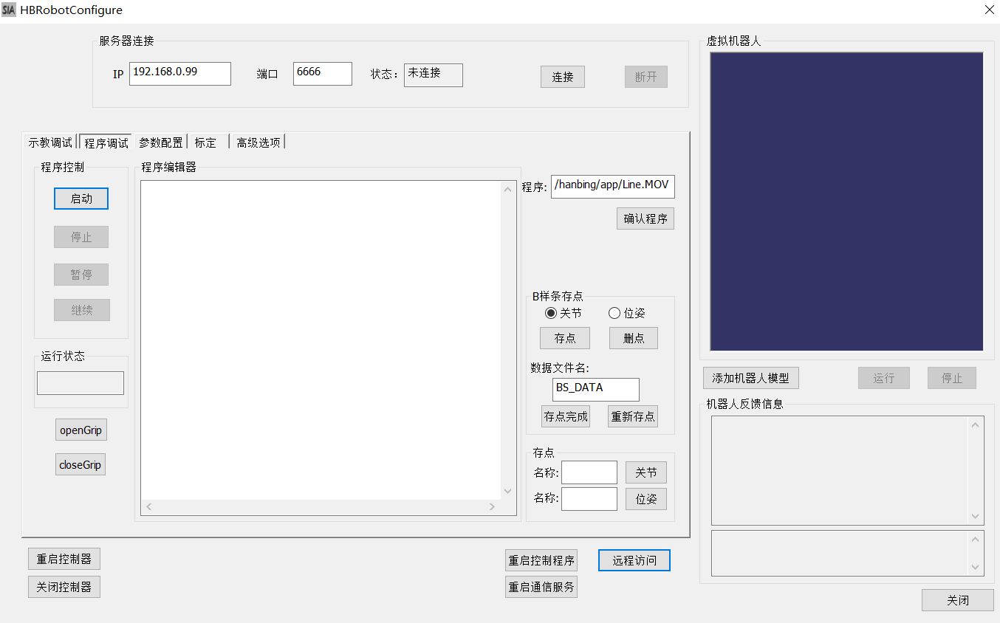 SIA HBRobotConfigure
服务器连接
IP 192.168.0.99 端口 6666 状态： 未连接 连接 断开
示教调试 程序调试 参数配置 标定 高级选项
程序控制
启动
停止
暂停
继续
运行状态
openGrip
closeGrip
程序编辑器
程序: /hanbing/app/Line.MOV
确认程序
B样条存点
关节 位姿
存点 删点
数据文件名:
BS_DATA
存点完成 重新存点
存点
名称: 关节
名称: 位姿
重启控制器
关闭控制器
重启控制程序 远程访问
重启通信服务
虚拟机器人
添加机器人模型 运行 停止
机器人反馈信息
关闭